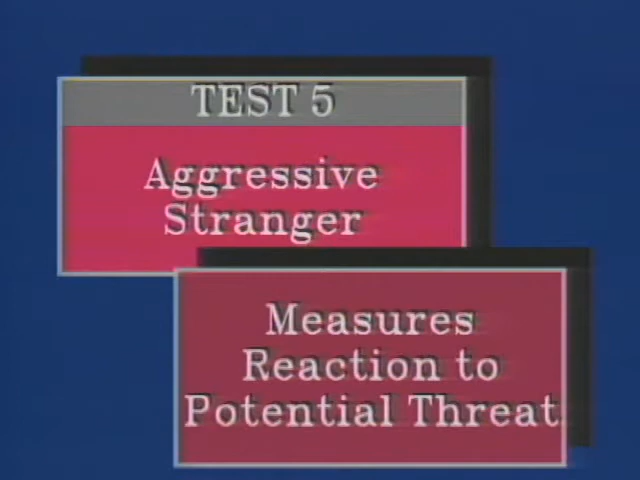 TEST 5
Aggressive
Stranger
Measures
Reaction to
Potential Threat